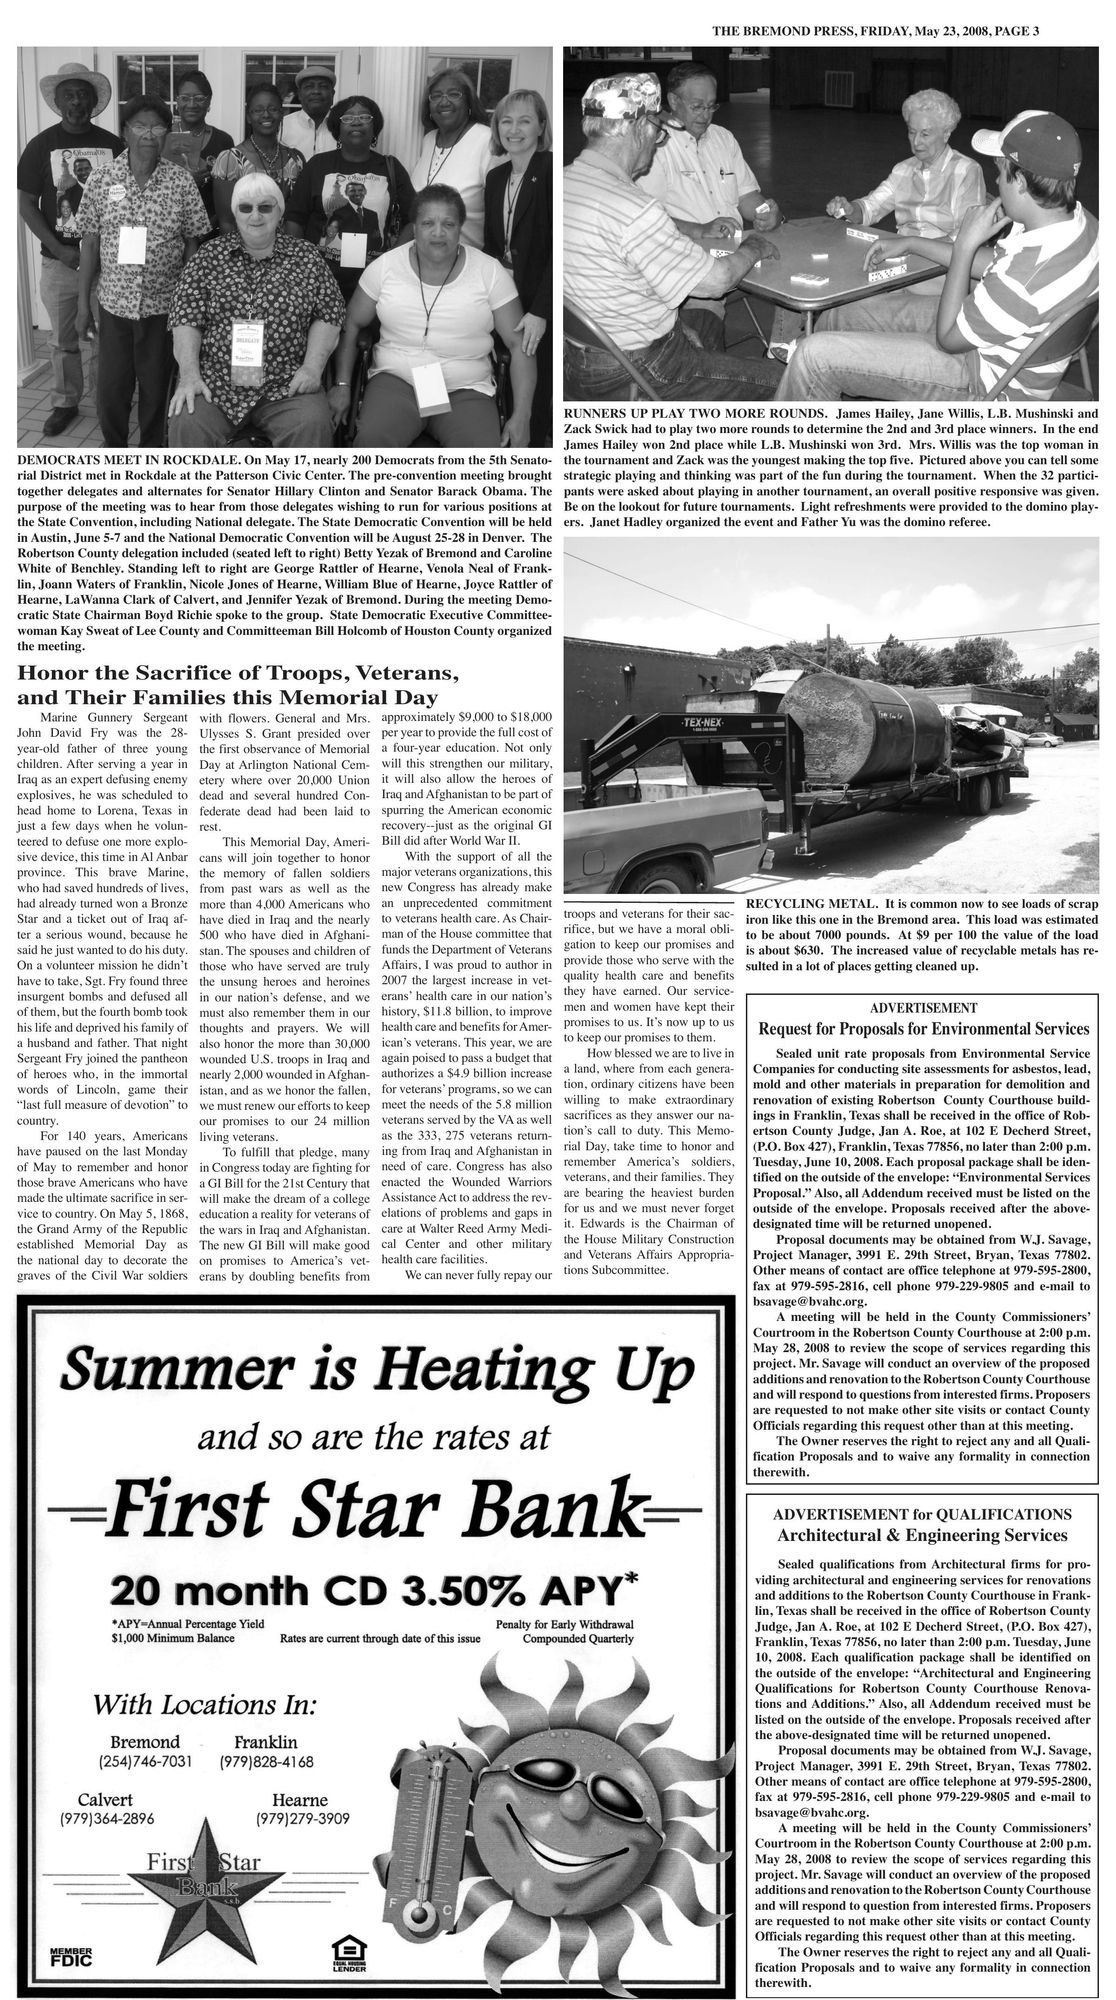 THE BREMOND PRESS, FRIDAY, May 23, 2008, PAGE 3
DEMOCRATS MEET IN ROCKDALE. On May 17, nearly 200 Democrats from the 5th Senato-
rial District met in Rockdale at the Patterson Civic Center. The pre-convention meeting brought
together delegates and alternates for Senator Hillary Clinton and Senator Barack Obama. The
purpose of the meeting was to hear from those delegates wishing to run for various positions at
the State Convention, including National delegate. The State Democratic Convention will be held
in Austin, June 5-7 and the National Democratic Convention will be August 25-28 in Denver. The
Robertson County delegation included (seated left to right) Betty Yezak of Bremond and Caroline
White of Benchley. Standing left to right are George Rattler of Hearne, Venola Neal of Frank-
lin, Joann Waters of Franklin, Nicole Jones of Hearne, William Blue of Hearne, Joyce Rattler of
Hearne, LaWanna Clark of Calvert, and Jennifer Yezak of Bremond. During the meeting Demo-
cratic State Chairman Boyd Richie spoke to the group. State Democratic Executive Committee-
woman Kay Sweat of Lee County and Committeeman Bill Holcomb of Houston County organized
the meeting.
RUNNERS UP PLAY TWO MORE ROUNDS. James Hailey, Jane Willis, L.B. Mushinski and
Zack Swick had to play two more rounds to determine the 2nd and 3rd place winners. In the end
James Hailey won 2nd place while L.B. Mushinski won 3rd. Mrs. Willis was the top woman in
the tournament and Zack was the youngest making the top five. Pictured above you can tell some
strategic playing and thinking was part of the fun during the tournament. When the 32 partici-
pants were asked about playing in another tournament, an overall positive responsive was given.
Be on the lookout for future tournaments. Light refreshments were provided to the domino play-
ers. Janet Hadley organized the event and Father Yu was the domino referee.
TEX-NEX
Honor the Sacrifice of Troops, Veterans,
and Their Families this Memorial Day
Marine Gunnery Sergeant
John David Fry was the 28-
year-old father of three young
children. After serving a year in
Iraq as an expert defusing enemy
explosives, he was scheduled to
head home to Lorena, Texas in
just a few days when he volun-
teered to defuse one more explo-
sive device, this time in Al Anbar
province. This brave Marine,
who had saved hundreds of lives,
had already turned won a Bronze
Star and a ticket out of Iraq af-
ter a serious wound, because he
said he just wanted to do his duty.
On a volunteer mission he didn't
have to take, Sgt. Fry found three
insurgent bombs and defused all
of them, but the fourth bomb took
his life and deprived his family of
a husband and father. That night
Sergeant Fry joined the pantheon
of heroes who, in the immortal
words of Lincoln, game their
“last full measure of devotion” to
country.
For 140 years, Americans
have paused on the last Monday
of May to remember and honor
those brave Americans who have
made the ultimate sacrifice in ser-
vice to country. On May 5, 1868,
the Grand Army of the Republic
established Memorial Day as
the national day to decorate the
graves of the Civil War soldiers
with flowers. General and Mrs.
Ulysses S. Grant presided over
the first observance of Memorial
Day at Arlington National Cem-
etery where over 20,000 Union
dead and several hundred Con-
federate dead had been laid to
rest.
This Memorial Day, Ameri-
cans will join together to honor
the memory of fallen soldiers
from past wars as well as the
more than 4,000 Americans who
have died in Iraq and the nearly
500 who have died in Afghani-
stan. The spouses and children of
those who have served are truly
the unsung heroes and heroines
in our nation's defense, and we
must also remember them in our
thoughts and prayers. We will
also honor the more than 30,000
wounded U.S. troops in Iraq and
nearly 2,000 wounded in Afghan-
istan, and as we honor the fallen,
we must renew our efforts to keep
our promises to our 24 million
living veterans.
To fulfill that pledge, many
in Congress today are fighting for
a GI Bill for the 21st Century that
will make the dream of a college
education a reality for veterans of
the wars in Iraq and Afghanistan.
The new GI Bill will make good
on promises to America's vet-
erans by doubling benefits from
approximately $9,000 to $18,000
per year to provide the full cost of
a four-year education. Not only
will this strengthen our military,
it will also allow the heroes of
Iraq and Afghanistan to be part of
spurring the American economic
recovery--just as the original GI
Bill did after World War II.
With the support of all the
major veterans organizations, this
new Congress has already make
an unprecedented commitment
to veterans health care. As Chair-
man of the House committee that
funds the Department of Veterans
Affairs, I was proud to author in
2007 the largest increase in vet-
erans' health care in our nation's
history, $11.8 billion, to improve
health care and benefits for Amer-
ican's veterans. This year, we are
again poised to pass a budget that
authorizes a $4.9 billion increase
for veterans' programs, so we can
meet the needs of the 5.8 million
veterans served by the VA as well
as the 333, 275 veterans return-
ing from Iraq and Afghanistan in
need of care. Congress has also
enacted the Wounded Warriors
Assistance Act to address the rev-
elations of problems and gaps in
care at Walter Reed Army Medi-
cal Center and other military
health care facilities.
We can never fully repay our
troops and veterans for their sac-
rifice, but we have a moral obli-
gation to keep our promises and
provide those who serve with the
quality health care and benefits
they have earned. Our service-
men and women have kept their
promises to us. It's now up to us
to keep our promises to them.
How blessed we are to live in
a land, where from each genera-
tion, ordinary citizens have been
willing to make extraordinary
sacrifices as they answer our na-
tion's call to duty. This Memo-
rial Day, take time to honor and
remember America's soldiers,
veterans, and their families. They
are bearing the heaviest burden
for us and we must never forget
it. Edwards is the Chairman of
the House Military Construction
and Veterans Affairs Appropria-
tions Subcommittee.
RECYCLING METAL. It is common now to see loads of scrap
iron like this one in the Bremond area. This load was estimated
to be about 7000 pounds. At $9 per 100 the value of the load
is about $630. The increased value of recyclable metals has re-
sulted in a lot of places getting cleaned up.
ADVERTISEMENT
Request for Proposals for Environmental Services
Sealed unit rate proposals from Environmental Service
Companies for conducting site assessments for asbestos, lead,
mold and other materials in preparation for demolition and
renovation of existing Robertson County Courthouse build-
ings in Franklin, Texas shall be received in the office of Rob-
ertson County Judge, Jan A. Roe, at 102 E Decherd Street,
(P.O. Box 427), Franklin, Texas 77856, no later than 2:00 p.m.
Tuesday, June 10, 2008. Each proposal package shall be iden-
tified on the outside of the envelope: “Environmental Services
Proposal.” Also, all Addendum received must be listed on the
outside of the envelope. Proposals received after the above-
designated time will be returned unopened.
Proposal documents may be obtained from W.J. Savage,
Project Manager, 3991 E. 29th Street, Bryan, Texas 77802.
Other means of contact are office telephone at 979-595-2800,
fax at 979-595-2816, cell phone 979-229-9805 and e-mail to
bsavage@bvahc.org.
A meeting will be held in the County Commissioners'
Courtroom in the Robertson County Courthouse at 2:00 p.m.
May 28, 2008 to review the scope of services regarding this
project. Mr. Savage will conduct an overview of the proposed
additions and renovation to the Robertson County Courthouse
and will respond to questions from interested firms. Proposers
are requested to not make other site visits or contact County
Officials regarding this request other than at this meeting.
The Owner reserves the right to reject any and all Quali-
fication Proposals and to waive any formality in connection
therewith.
ADVERTISEMENT for QUALIFICATIONS
Architectural & Engineering Services
Sealed qualifications from Architectural firms for pro-
viding architectural and engineering services for renovations
and additions to the Robertson County Courthouse in Frank-
lin, Texas shall be received in the office of Robertson County
Judge, Jan A. Roe, at 102 E Decherd Street, (P.O. Box 427),
Franklin, Texas 77856, no later than 2:00 p.m. Tuesday, June
10, 2008. Each qualification package shall be identified on
the outside of the envelope: “Architectural and Engineering
Qualifications for Robertson County Courthouse Renova-
tions and Additions.” Also, all Addendum received must be
listed on the outside of the envelope. Proposals received after
the above-designated time will be returned unopened.
Proposal documents may be obtained from W.J. Savage,
Project Manager, 3991 E. 29th Street, Bryan, Texas 77802.
Other means of contact are office telephone at 979-595-2800,
fax at 979-595-2816, cell phone 979-229-9805 and e-mail to
bsavage@bvahc.org.
A meeting will be held in the County Commissioners'
Courtroom in the Robertson County Courthouse at 2:00 p.m.
May 28, 2008 to review the scope of services regarding this
project. Mr. Savage will conduct an overview of the proposed
additions and renovation to the Robertson County Courthouse
and will respond to question from interested firms. Proposers
are requested to not make other site visits or contact County
Officials regarding this request other than at this meeting.
The Owner reserves the right to reject any and all Quali-
fication Proposals and to waive any formality in connection
therewith.
Summer is Heating Up
and so are the rates at
First Star Bank
20 month CD 3.50% APY*
*APY=Annual Percentage Yield
$1,000 Minimum Balance
Rates are current through date of this issue
Penalty for Early Withdrawal
Compounded Quarterly
With Locations In:
Bremond
(254)746-7031
Franklin
(979)828-4168
Calvert
(979)364-2896
Hearne
(979)279-3909
First Star
Bank
s.s.b
F C
MEMBER
FDIC
EQUAL HOUSING
LENDER